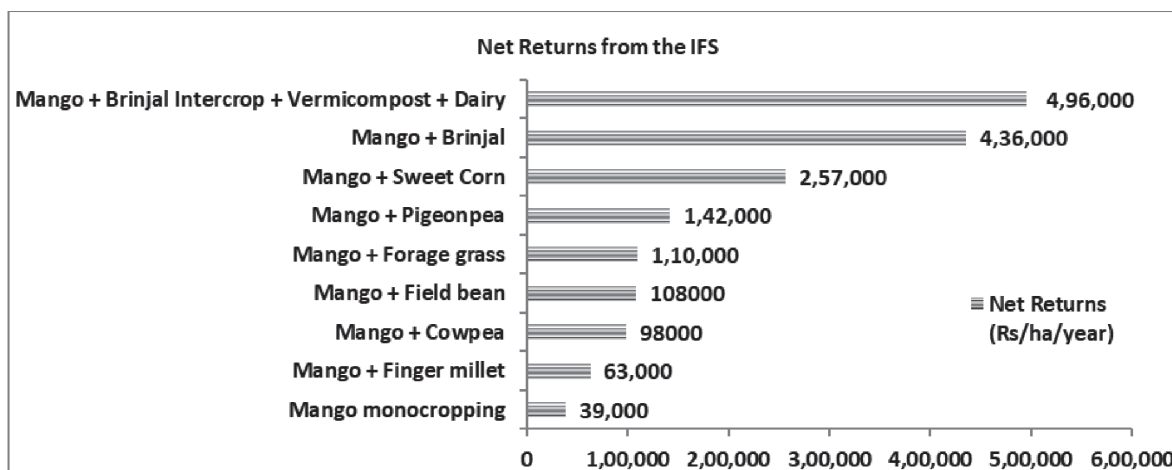 Net Returns from the IFS
Mango + Brinjal Intercrop + Vermicompost + Dairy 4,96,000
Mango + Brinjal 4,36,000
Mango + Sweet Corn 2,57,000
Mango + Pigeonpea 1,42,000
Mango + Forage grass 1,10,000
Mango + Field bean 108000
Net Returns
Mango + Cowpea 98000
(Rs/ha/year)
Mango + Finger millet 63,000
Mango monocropping 39,000
0 1,00,000 2,00,000 3,00,000 4,00,000 5,00,000 6,00,000